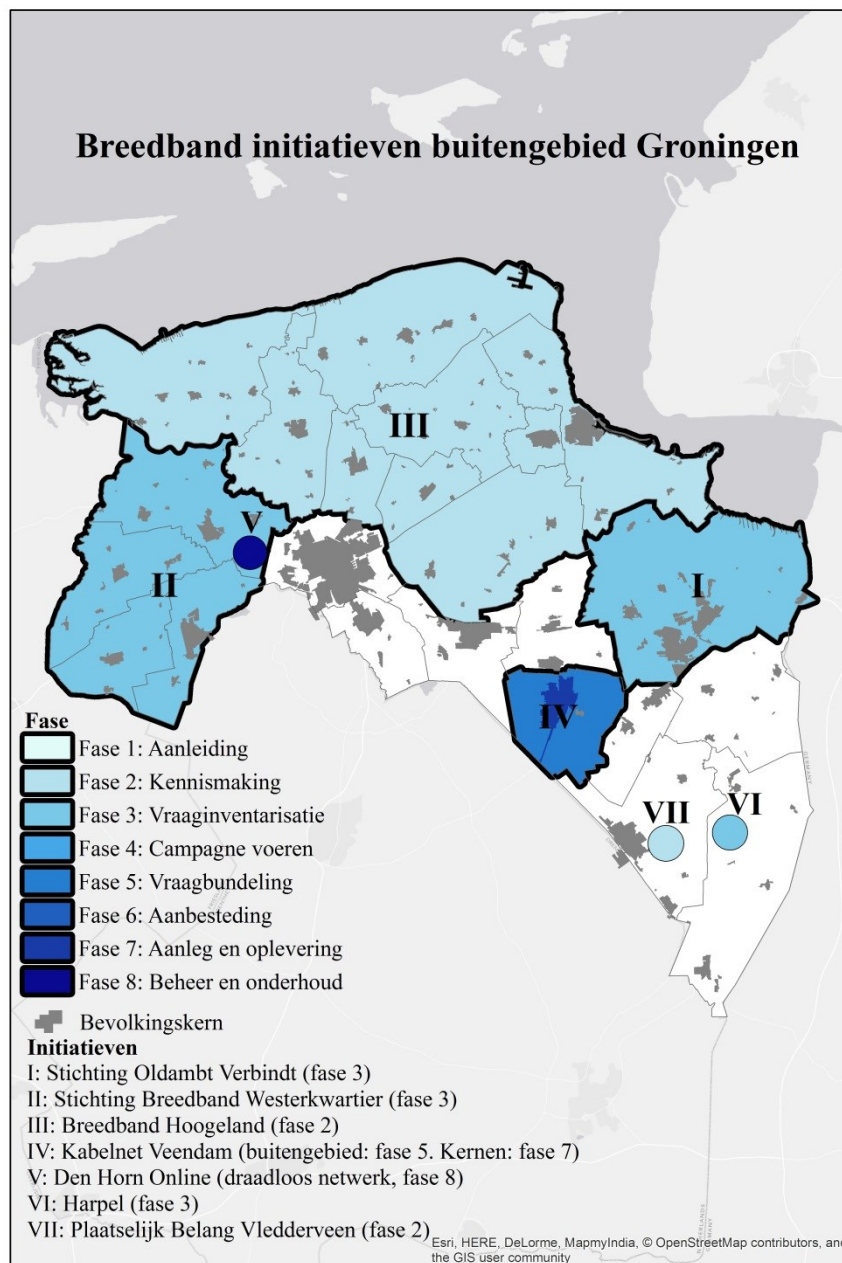 Breedband initiatieven buitengebied Groningen
III
V
II
I
IV
VII
VI
GERMANY
Fase
Fase 1: Aanleiding
Fase 2: Kennismaking
Fase 3: Vraaginventarisatie
Fase 4: Campagne voeren
Fase 5: Vraagbundeling
Fase 6: Aanbesteding
Fase 7: Aanleg en oplevering
Fase 8: Beheer en onderhoud
Bevolkingskern
Initiatieven
I: Stichting Oldambt Verbindt (fase 3)
II: Stichting Breedband Westerkwartier (fase 3)
III: Breedband Hoogeland (fase 2)
IV: Kabelnet Veendam (buitengebied: fase 5. Kernen: fase 7)
V: Den Horn Online (draadloos netwerk, fase 8)
VI: Harpel (fase 3)
VII: Plaatselijk Belang Vledderveen (fase 2)
NETHERLANDS
GERMANY
Esri, HERE, DeLorme, MapmyIndia, © OpenStreetMap contributors, and
the GIS user community